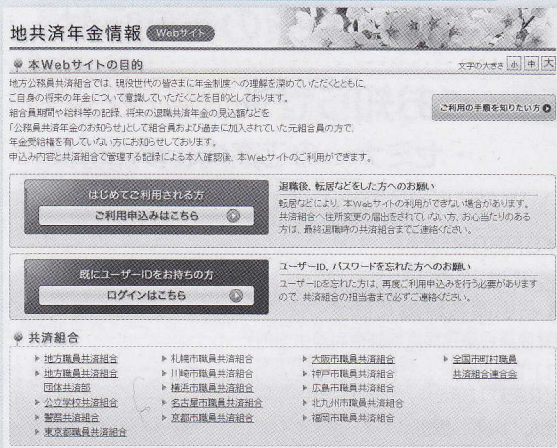 地共済年金情報 Webサイト
本Webサイトの目的
文字の大きさ 小 中 大
地方公務員共済組合では、現役世代の皆さまに年金制度への理解を深めていただくとともに、
ご自身の将来の年金について意識していただくことを目的としております。
組合員期間や給料等の記録、将来の退職共済年金の見込額などを
「公務員共済年金のお知らせ」として組合員及び過去に加入されていた元組合員の方で、
年金受給権を有していない方にお知らせしております。
申込み内容と共済組合で管理する記録による本人確認後、本Webサイトのご利用ができます。
ご利用の手順を知りたい方
はじめてご利用される方
ご利用申込みはこちら
退職後、転居などをした方へのお願い
転居などにより、本Webサイトの利用ができない場合があります。
共済組合へ住所変更の届出をされていない方、お心当たりのある
方は、最終退職時の共済組合までご連絡ください。
既にユーザーIDをお持ちの方
ログインはこちら
ユーザーID、パスワードを忘れた方へのお願い
ユーザーIDを忘れた方は、再度ご利用申込みを行う必要があります
ので、共済組合の担当者まで必ずご連絡ください。
共済組合
地方職員共済組合
地方職員共済組合
団体共済部
公立学校共済組合
警察共済組合
東京都職員共済組合
札幌市職員共済組合
川崎市職員共済組合
横浜市職員共済組合
名古屋市職員共済組合
京都市職員共済組合
大阪市職員共済組合
神戸市職員共済組合
広島市職員共済組合
北九州市職員共済組合
福岡市職員共済組合
全国市町村職員
共済組合連合会